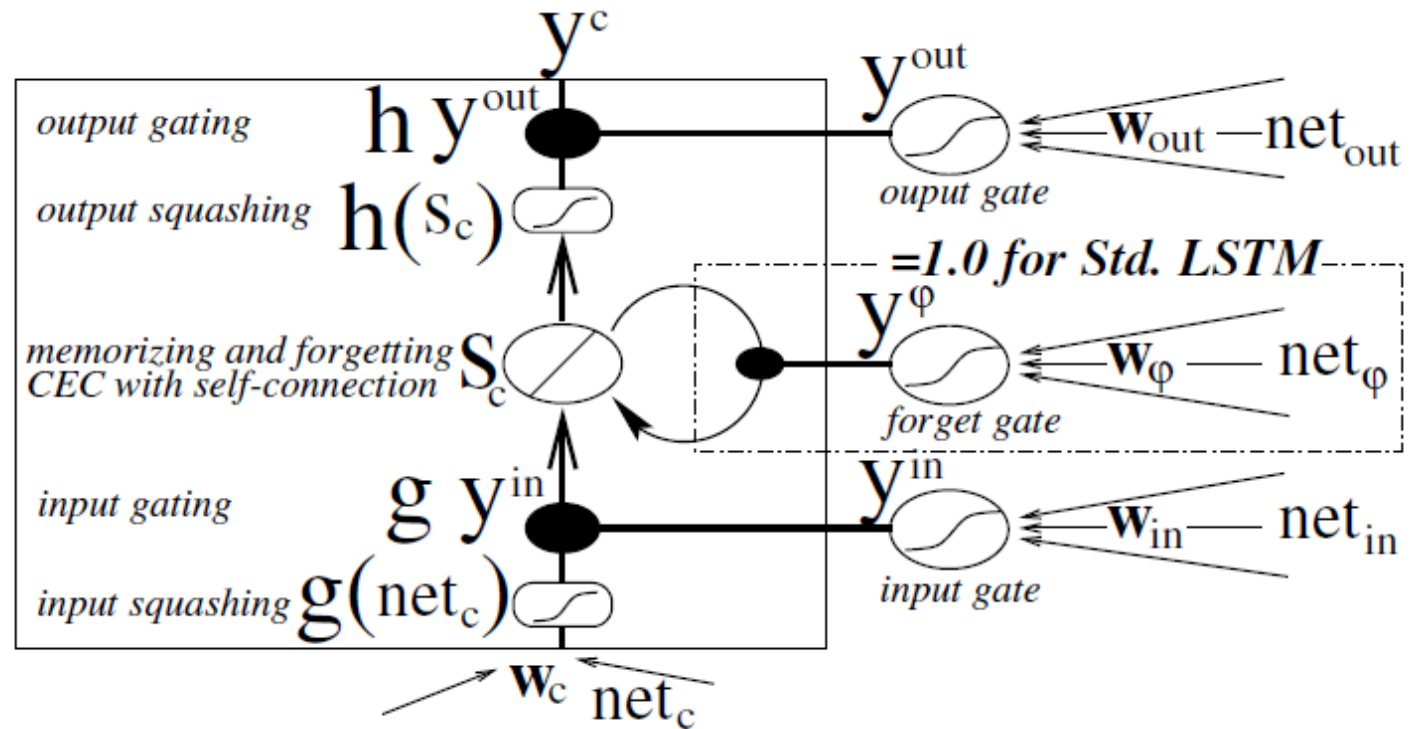 y^c
output gating h y^out
y^out
w_out net_out
ouput gate
output squashing h(s_c)
=1.0 for Std. LSTM
memorizing and forgetting
CEC with self-connection s_c
y^φ
w_φ net_φ
forget gate
input gating g y^in
y^in
w_in net_in
input gate
input squashing g(net_c)
w_c net_c